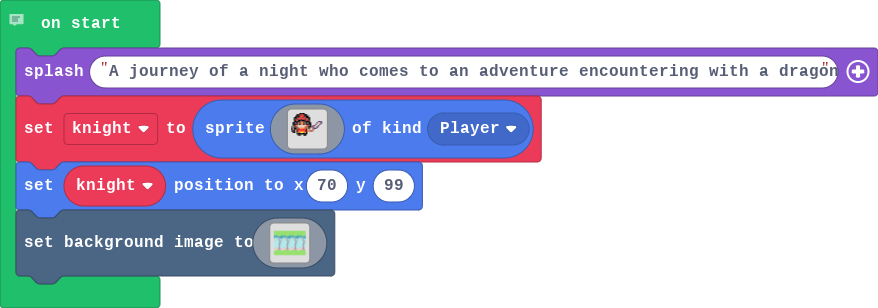 on start
splash "A journey of a night who comes to an adventure encountering with a dragon"
set knight to sprite of kind Player
set knight position to x 70 y 99
set background image to